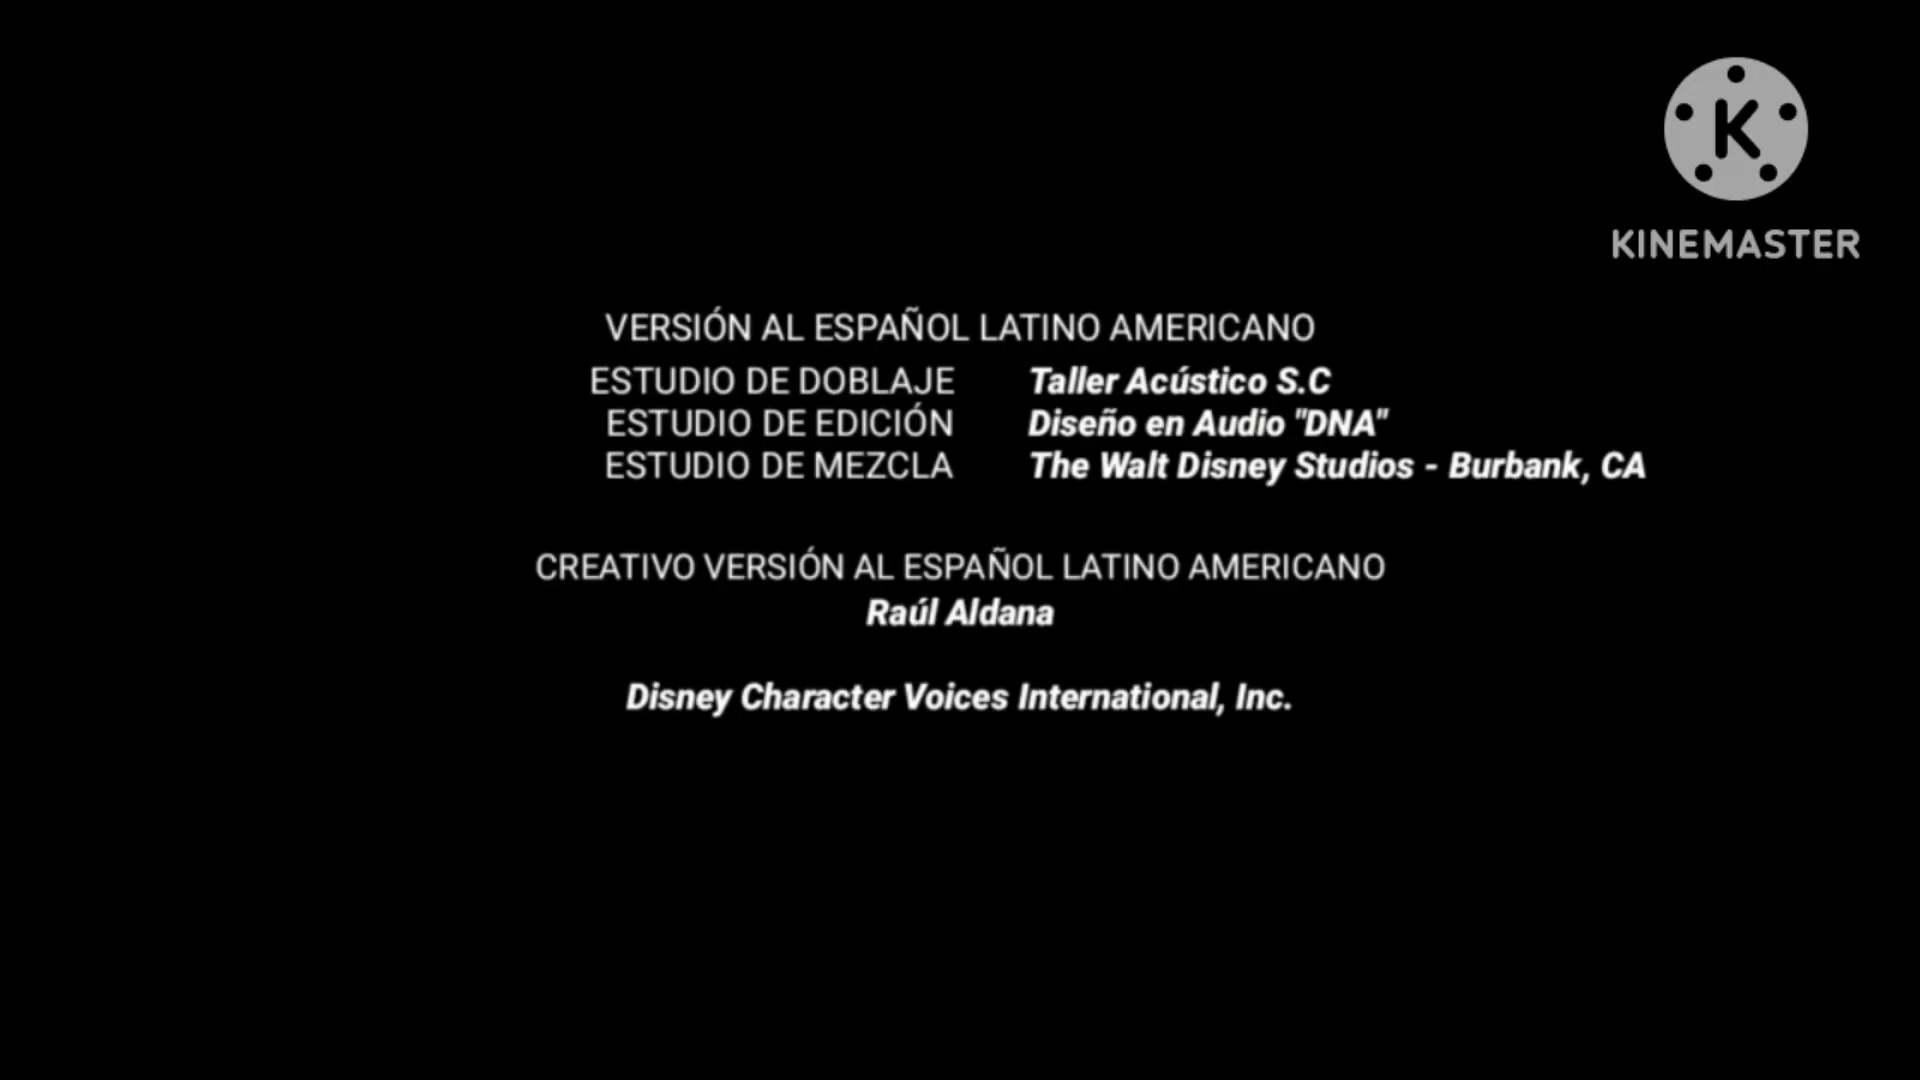 K
KINEMASTER
VERSIÓN AL ESPAÑOL LATINO AMERICANO
ESTUDIO DE DOBLAJE Taller Acústico S.C
ESTUDIO DE EDICIÓN Diseño en Audio "DNA"
ESTUDIO DE MEZCLA The Walt Disney Studios - Burbank, CA
CREATIVO VERSIÓN AL ESPAÑOL LATINO AMERICANO
Raúl Aldana
Disney Character Voices International, Inc.